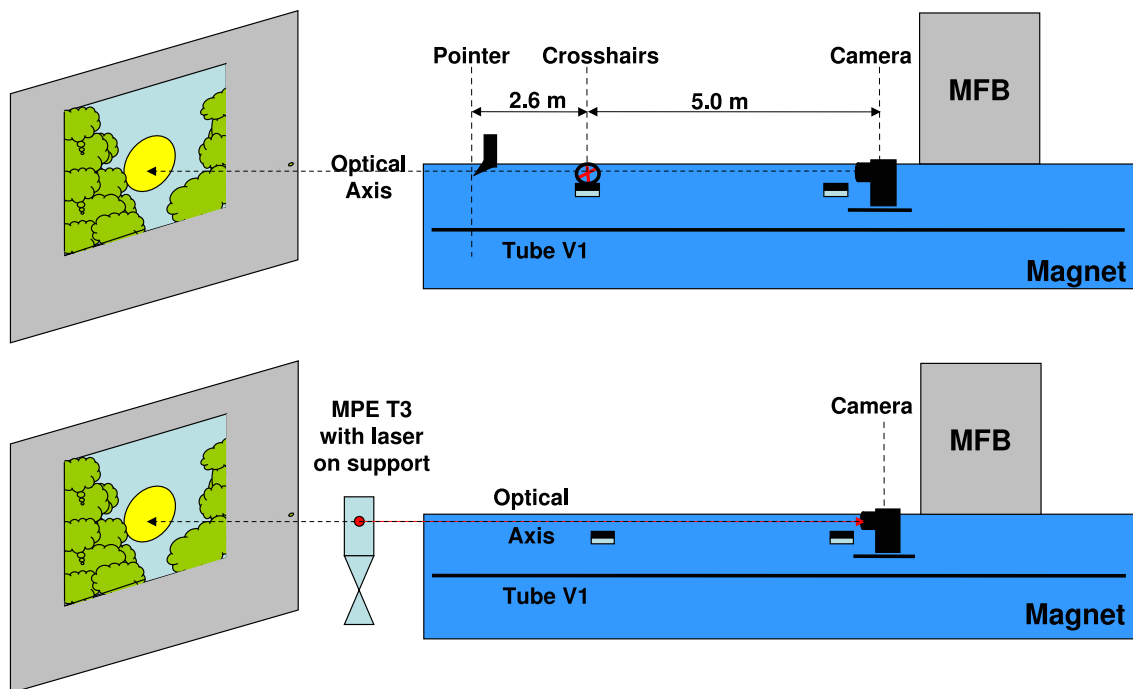 Pointer Crosshairs Camera
MFB
2.6 m 5.0 m
Optical
Axis
Tube V1
Magnet
MPE T3
with laser
on support
Camera
MFB
Optical
Axis
Tube V1
Magnet